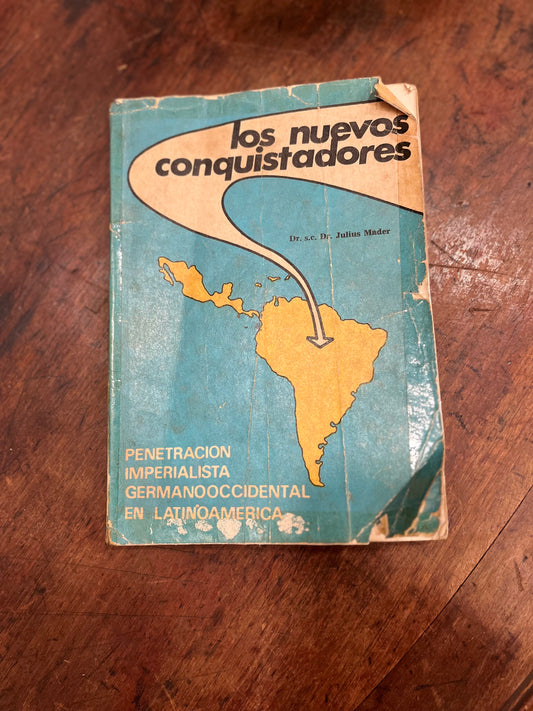 los nuevos
conquistadores
Dr. s.c. Dr. Julius Mader
PENETRACION
IMPERIALISTA
GERMANOOCCIDENTAL
EN LATINOAMERICA